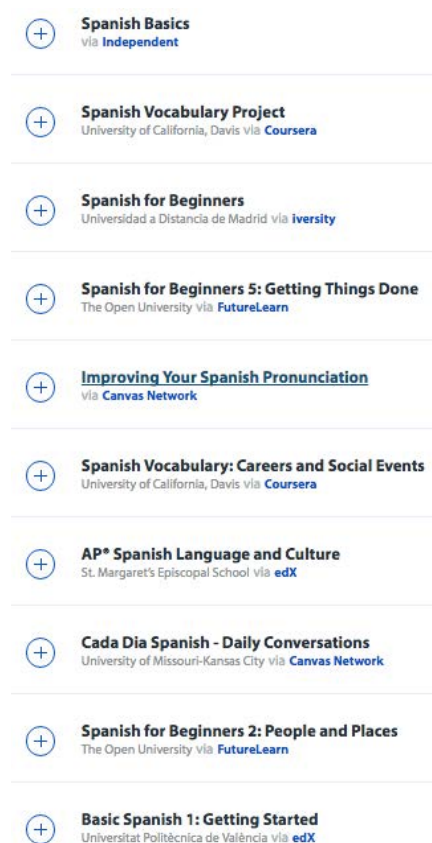 Spanish Basics
via Independent
Spanish Vocabulary Project
University of California, Davis via Coursera
Spanish for Beginners
Universidad a Distancia de Madrid via iversity
Spanish for Beginners 5: Getting Things Done
The Open University via FutureLearn
Improving Your Spanish Pronunciation
via Canvas Network
Spanish Vocabulary: Careers and Social Events
University of California, Davis via Coursera
AP® Spanish Language and Culture
St. Margaret's Episcopal School via edX
Cada Dia Spanish - Daily Conversations
University of Missouri-Kansas City via Canvas Network
Spanish for Beginners 2: People and Places
The Open University via FutureLearn
Basic Spanish 1: Getting Started
Universitat Politècnica de València via edX